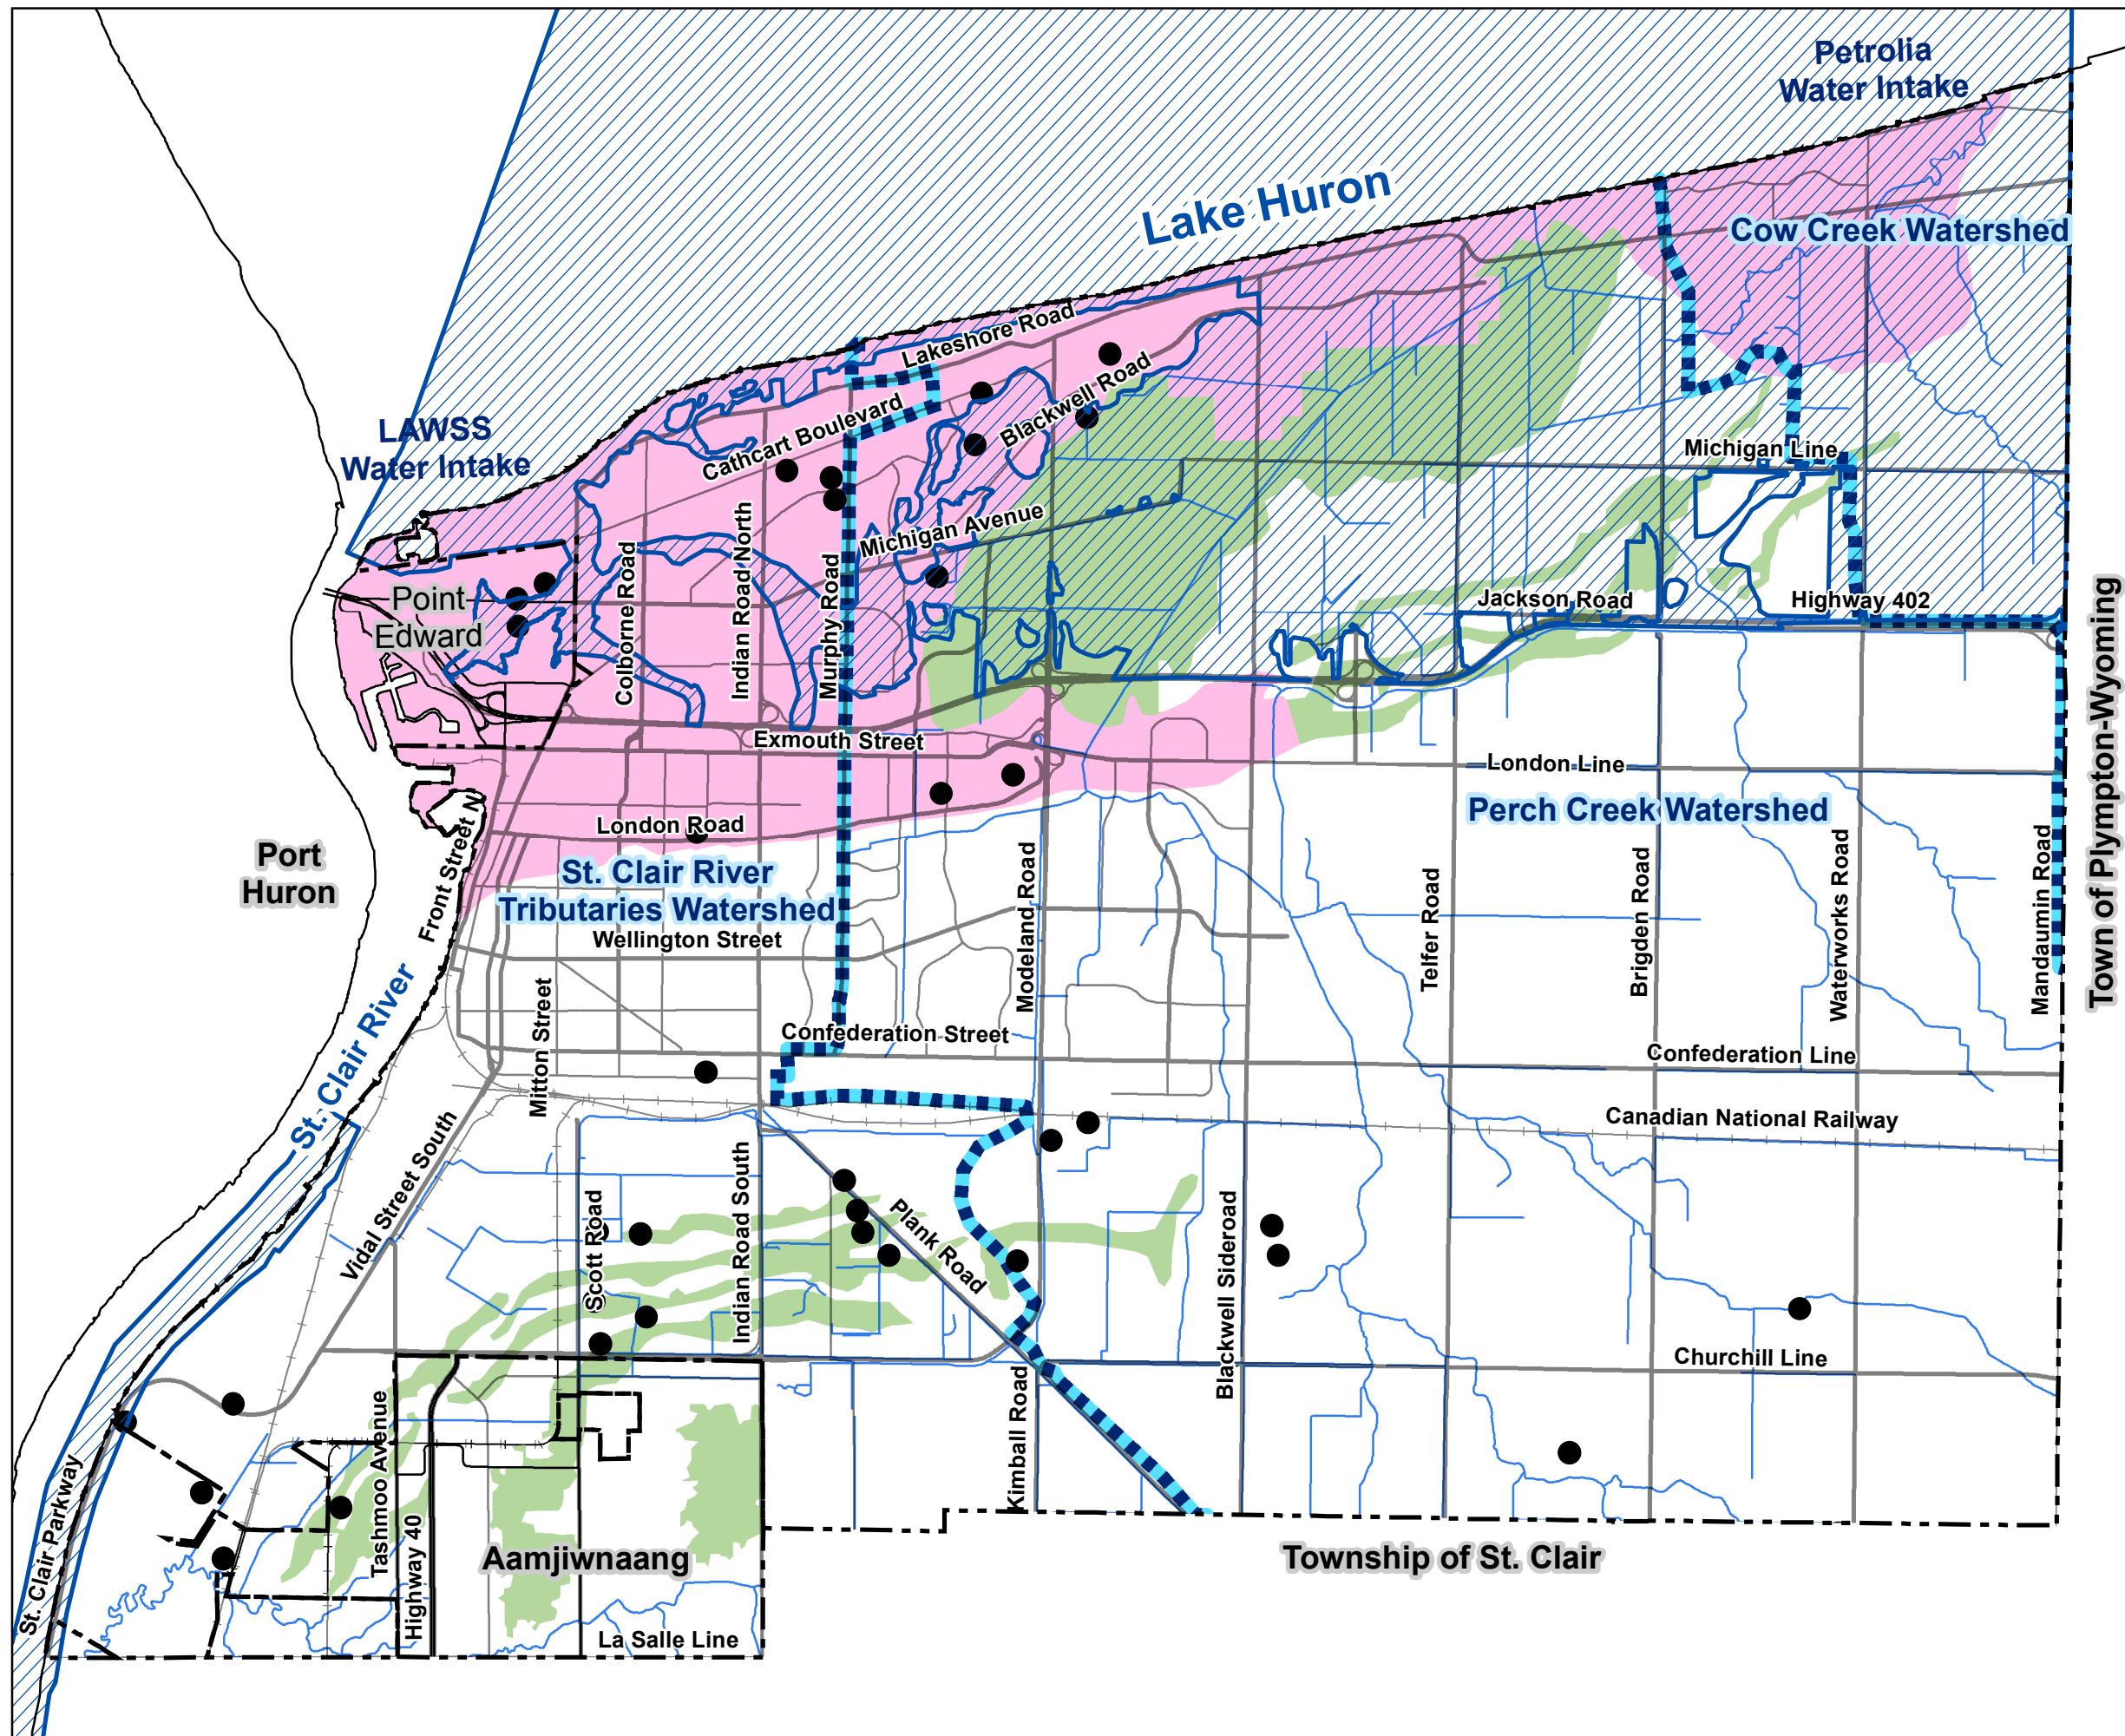 Petrolia
Water Intake
Lake Huron
Cow Creek Watershed
Lakeshore Road
Blackwell Road
Cathcart Boulevard
LAWSS
Water Intake
Michigan Line
Michigan Avenue
Indian Road North
Colborne Road
Murphy Road
Point
Edward
Jackson Road
Highway 402
Exmouth Street
London Line
Perch Creek Watershed
London Road
Port
Huron
Front Street N
St. Clair River
Tributaries Watershed
Wellington Street
Modeland Road
Telfer Road
Brigden Road
Waterworks Road
Mandaumin Road
Town of Plympton-Wyoming
St. Clair River
Mitton Street
Confederation Street
Confederation Line
Canadian National Railway
Vidal Street South
Scott Road
Indian Road South
Plank Road
Blackwell Sideroad
Churchill Line
Kimball Road
Tashmoo Avenue
Highway 40
St. Clair Parkway
Aamjiwnaang
Township of St. Clair
La Salle Line